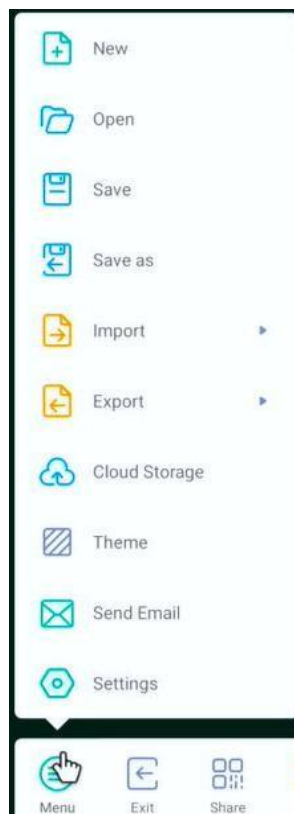 New
Open
Save
Save as
Import
Export
Cloud Storage
Theme
Send Email
Settings
Menu
Exit
Share